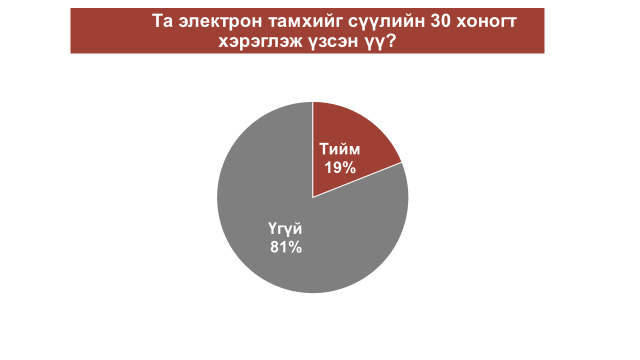 Та электрон тамхийг сүүлийн 30 хоногт
хэрэглэж үзсэн үү?
Тийм
19%
Үгүй
81%